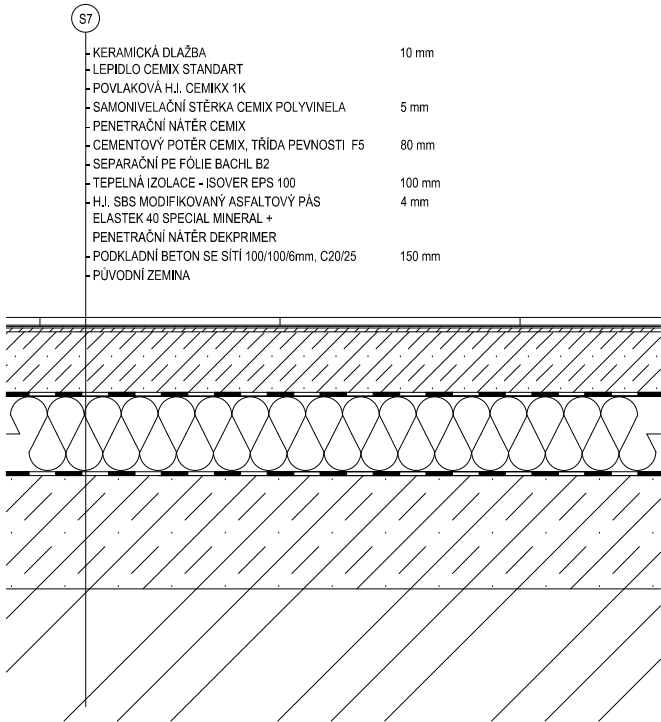 S7
- KERAMICKÁ DLAŽBA 10 mm
- LEPIDLO CEMIX STANDART
- POVLAKOVÁ H.I. CEMIKX 1K
- SAMONIVELAČNÍ STĚRKA CEMIX POLYVINELA 5 mm
- PENETRAČNÍ NÁTĚR CEMIX
- CEMENTOVÝ POTĚR CEMIX, TŘÍDA PEVNOSTI F5 80 mm
- SEPARAČNÍ PE FÓLIE BACHL B2
- TEPELNÁ IZOLACE - ISOVER EPS 100 100 mm
- H.I. SBS MODIFIKOVANÝ ASFALTOVÝ PÁS 4 mm
ELASTEK 40 SPECIAL MINERAL +
PENETRAČNÍ NÁTĚR DEKPRIMER
- PODKLADNÍ BETON SE SÍTÍ 100/100/6mm, C20/25 150 mm
- PŮVODNÍ ZEMINA